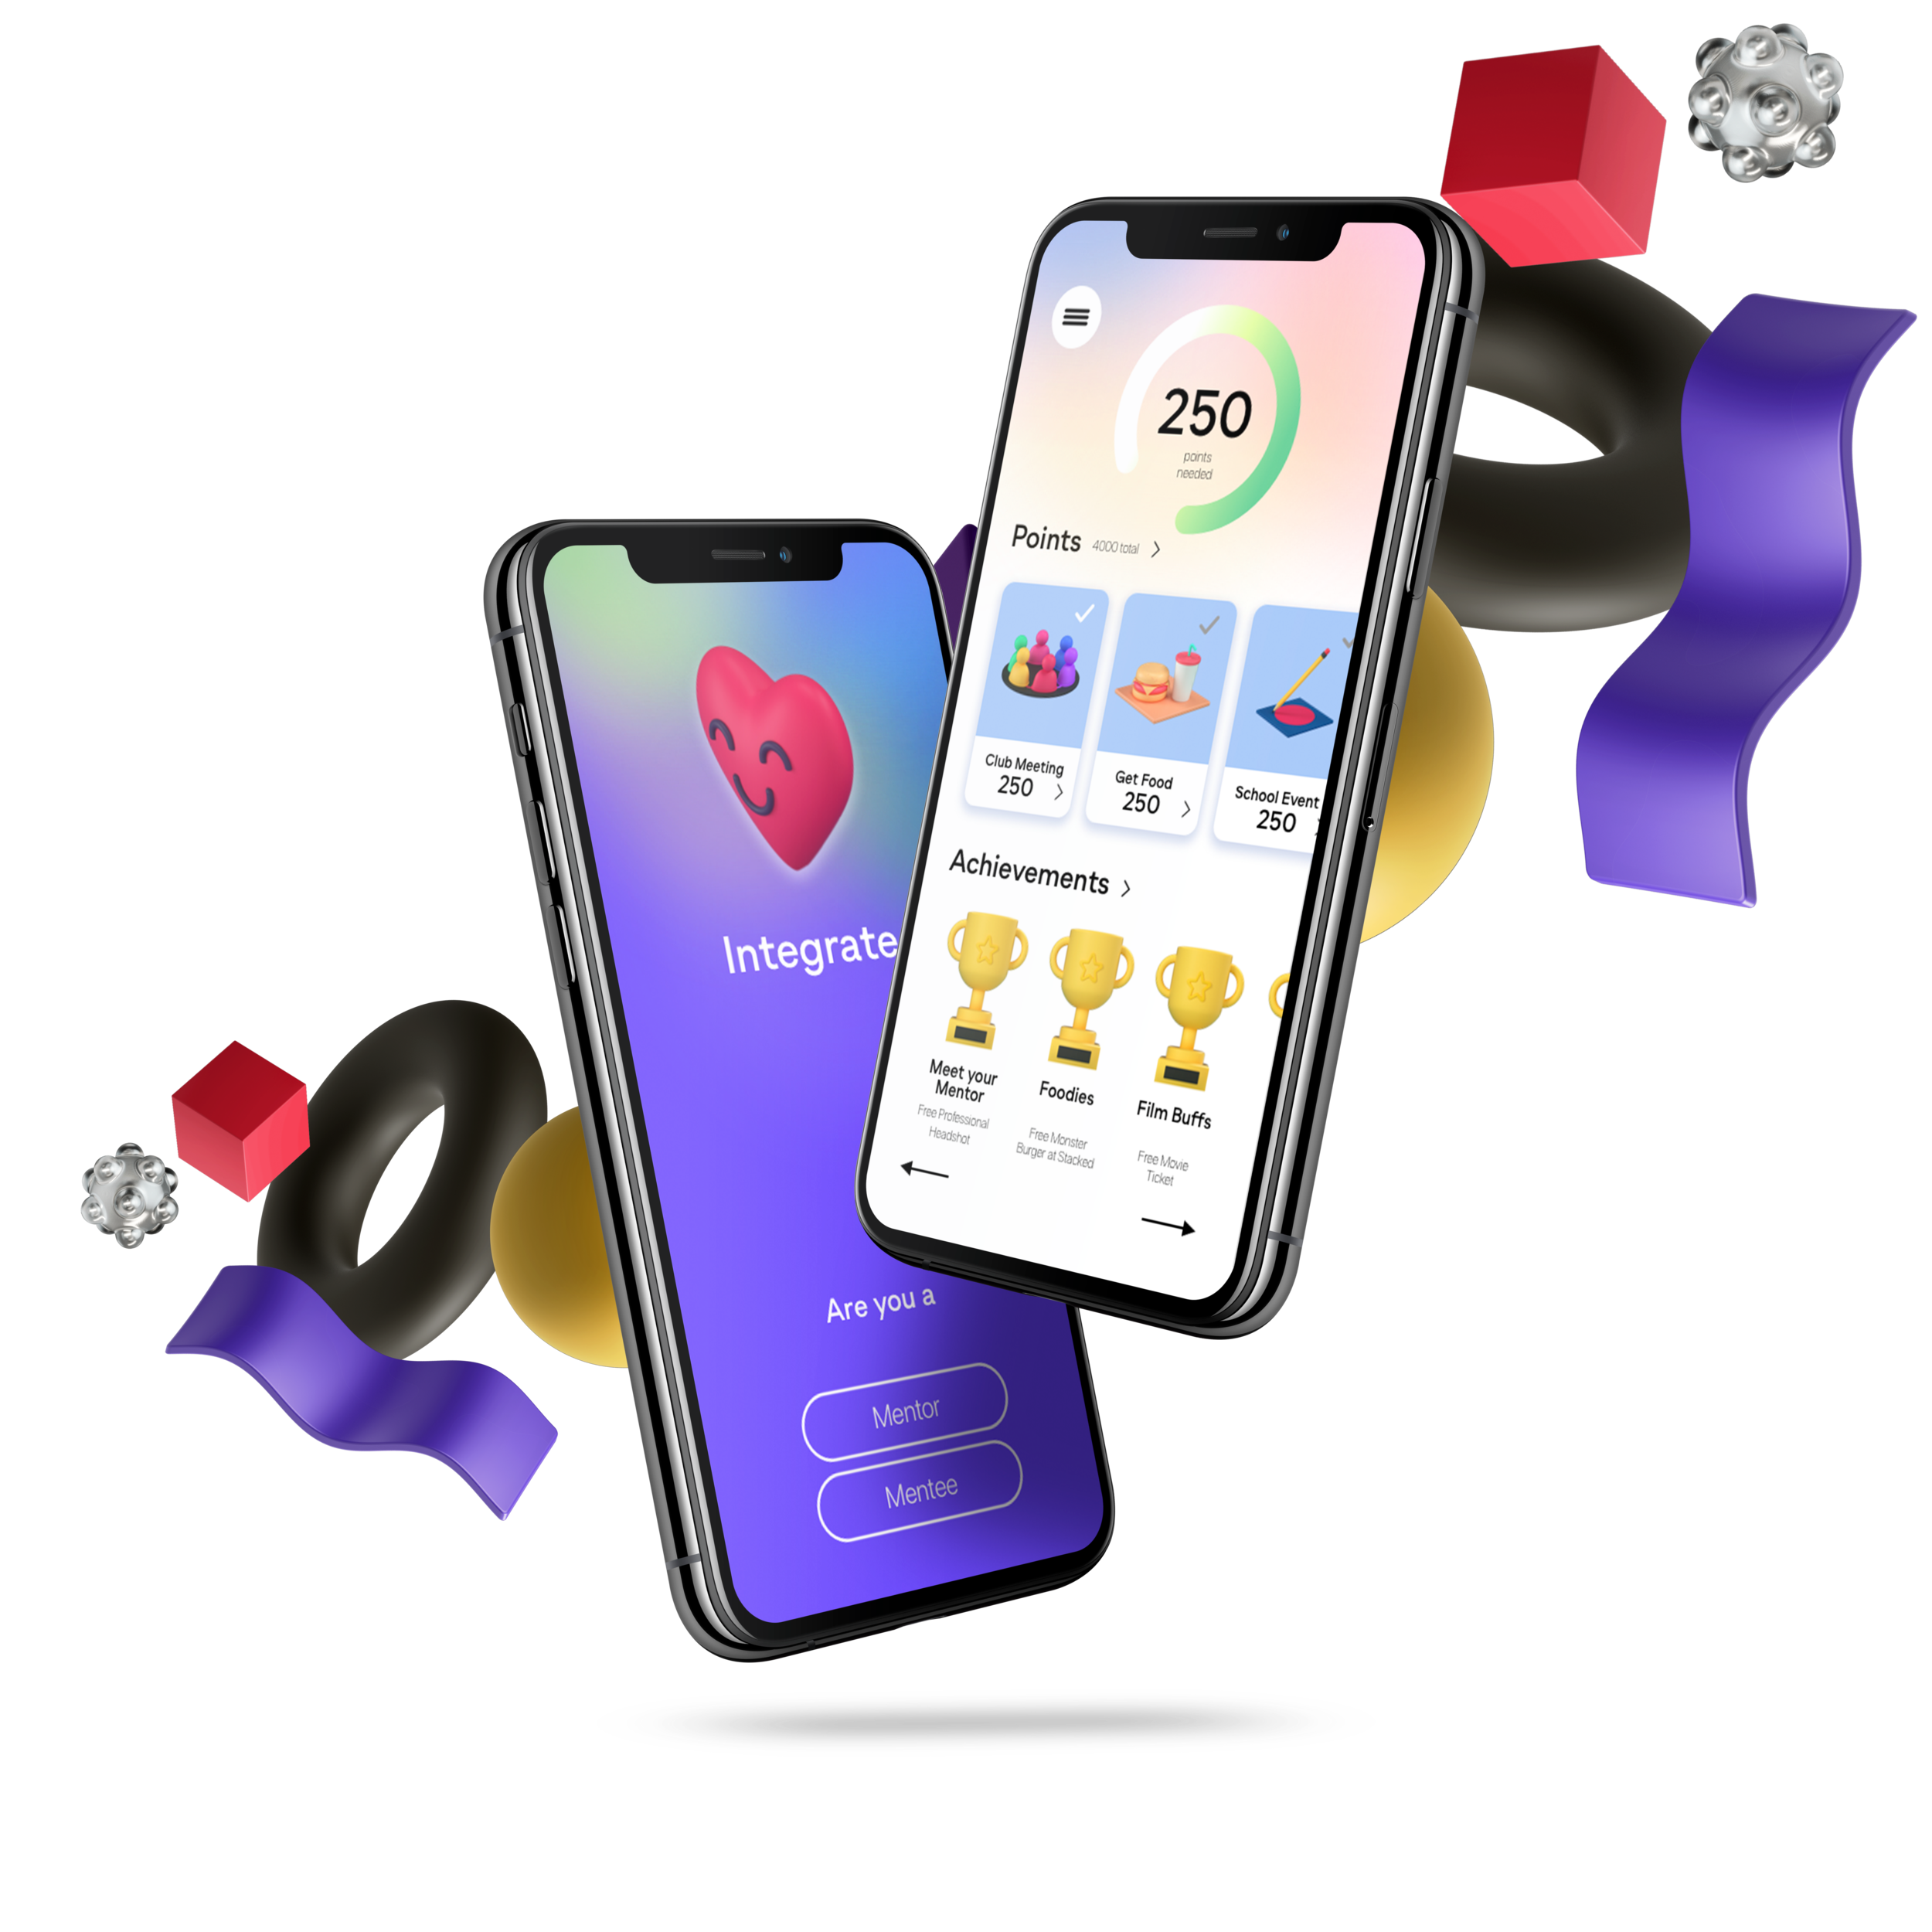 Integrate
Are you a
Mentor
Mentee
250
points
needed
Points 4000 total
Club Meeting
250
Get Food
250
School Event
250
Achievements
Meet your
Mentor
Free Professional
Headshot
Foodies
Free Monster
Burger at Stacked
Film Buffs
Free Movie
Ticket